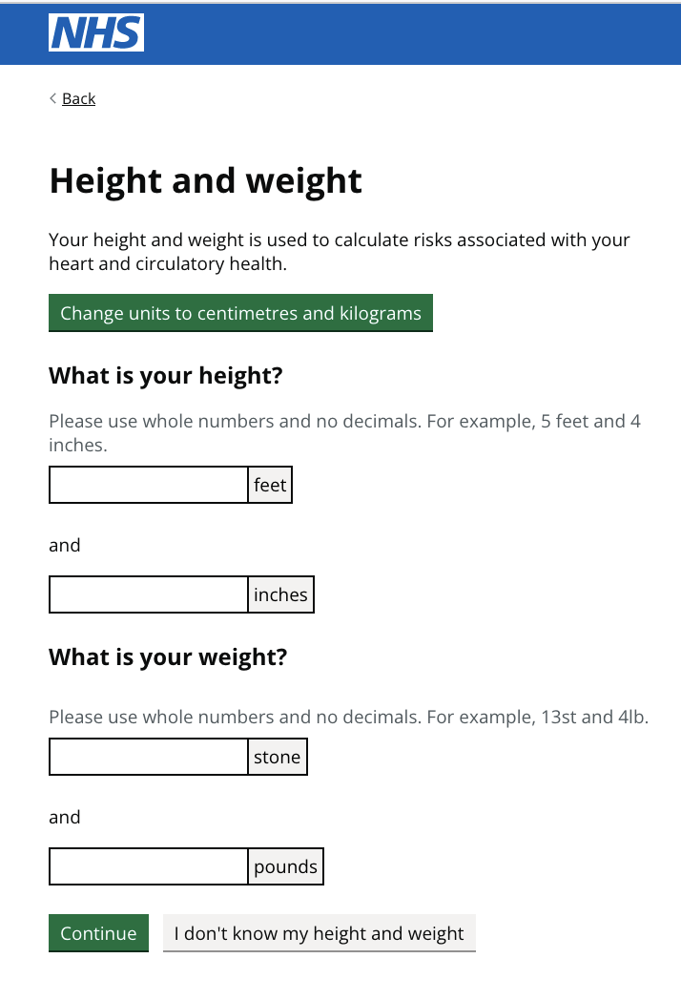 NHS
Back
Height and weight
Your height and weight is used to calculate risks associated with your
heart and circulatory health.
Change units to centimetres and kilograms
What is your height?
Please use whole numbers and no decimals. For example, 5 feet and 4
inches.
feet
and
inches
What is your weight?
Please use whole numbers and no decimals. For example, 13st and 4lb.
stone
and
pounds
Continue I don't know my height and weight